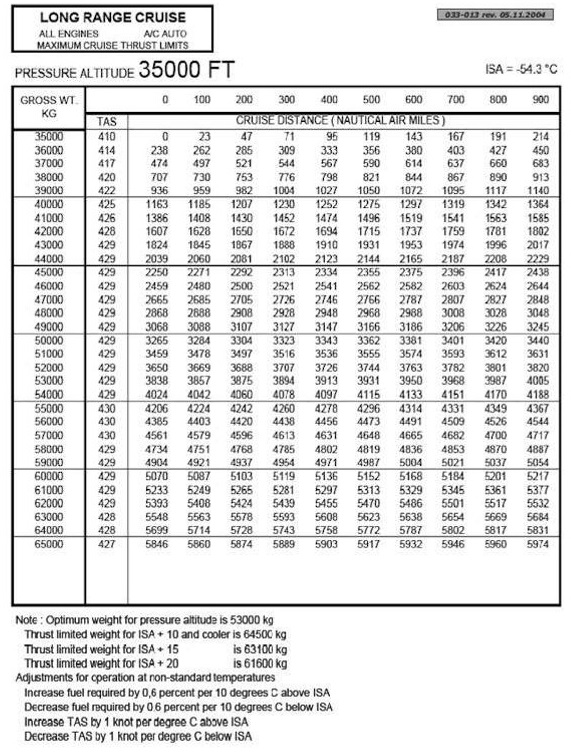 LONG RANGE CRUISE
ALL ENGINES A/C AUTO
MAXIMUM CRUISE THRUST LIMITS
033-013 rev. 05.11.2004
PRESSURE ALTITUDE 35000 FT
ISA = -54.3 °C
GROSS WT. 0 100 200 300 400 500 600 700 800 900
KG
TAS CRUISE DISTANCE ( NAUTICAL AIR MILES )
35000 410 0 23 47 71 95 119 143 167 191 214
36000 414 238 262 285 309 333 356 380 403 427 450
37000 417 474 497 521 544 567 590 614 637 660 683
38000 420 707 730 753 776 798 821 844 867 890 913
39000 422 936 959 982 1004 1027 1050 1072 1095 1117 1140
40000 425 1163 1185 1207 1230 1252 1275 1297 1319 1342 1364
41000 426 1386 1408 1430 1452 1474 1496 1519 1541 1563 1585
42000 428 1607 1628 1650 1672 1694 1715 1737 1759 1781 1802
43000 429 1824 1845 1867 1888 1910 1931 1953 1974 1996 2017
44000 429 2039 2060 2081 2102 2123 2144 2165 2187 2208 2229
45000 429 2250 2271 2292 2313 2334 2355 2375 2396 2417 2438
46000 429 2459 2480 2500 2521 2541 2562 2582 2603 2624 2644
47000 429 2665 2685 2705 2726 2746 2766 2787 2807 2827 2848
48000 429 2868 2888 2908 2928 2948 2968 2988 3008 3028 3048
49000 429 3068 3088 3107 3127 3147 3166 3186 3206 3226 3245
50000 429 3265 3284 3304 3323 3343 3362 3381 3401 3420 3440
51000 429 3459 3478 3497 3516 3536 3555 3574 3593 3612 3631
52000 429 3650 3669 3688 3707 3726 3744 3763 3782 3801 3820
53000 429 3838 3857 3875 3894 3913 3931 3950 3968 3987 4005
54000 429 4024 4042 4060 4078 4097 4115 4133 4151 4170 4188
55000 430 4206 4224 4242 4260 4278 4296 4314 4331 4349 4367
56000 430 4385 4403 4420 4438 4456 4473 4491 4509 4526 4544
57000 430 4561 4579 4596 4613 4631 4648 4665 4682 4700 4717
58000 429 4734 4751 4768 4785 4802 4819 4836 4853 4870 4887
59000 429 4904 4921 4937 4954 4971 4987 5004 5021 5037 5054
60000 429 5070 5087 5103 5119 5136 5152 5168 5184 5201 5217
61000 429 5233 5249 5265 5281 5297 5313 5329 5345 5361 5377
62000 429 5393 5408 5424 5439 5455 5470 5486 5501 5517 5532
63000 428 5548 5563 5578 5593 5608 5623 5638 5654 5669 5684
64000 428 5699 5714 5728 5743 5758 5772 5787 5802 5817 5831
65000 427 5846 5860 5874 5889 5903 5917 5932 5946 5960 5974
Note : Optimum weight for pressure altitude is 53000 kg
Thrust limited weight for ISA + 10 and cooler is 64500 kg
Thrust limited weight for ISA + 15 is 63100 kg
Thrust limited weight for ISA + 20 is 61600 kg
Adjustments for operation at non-standard temperatures
Increase fuel required by 0,6 percent per 10 degrees C above ISA
Decrease fuel required by 0.6 percent per 10 degrees C below ISA
Increase TAS by 1 knot per degree C above ISA
Decrease TAS by 1 knot per degree C below ISA